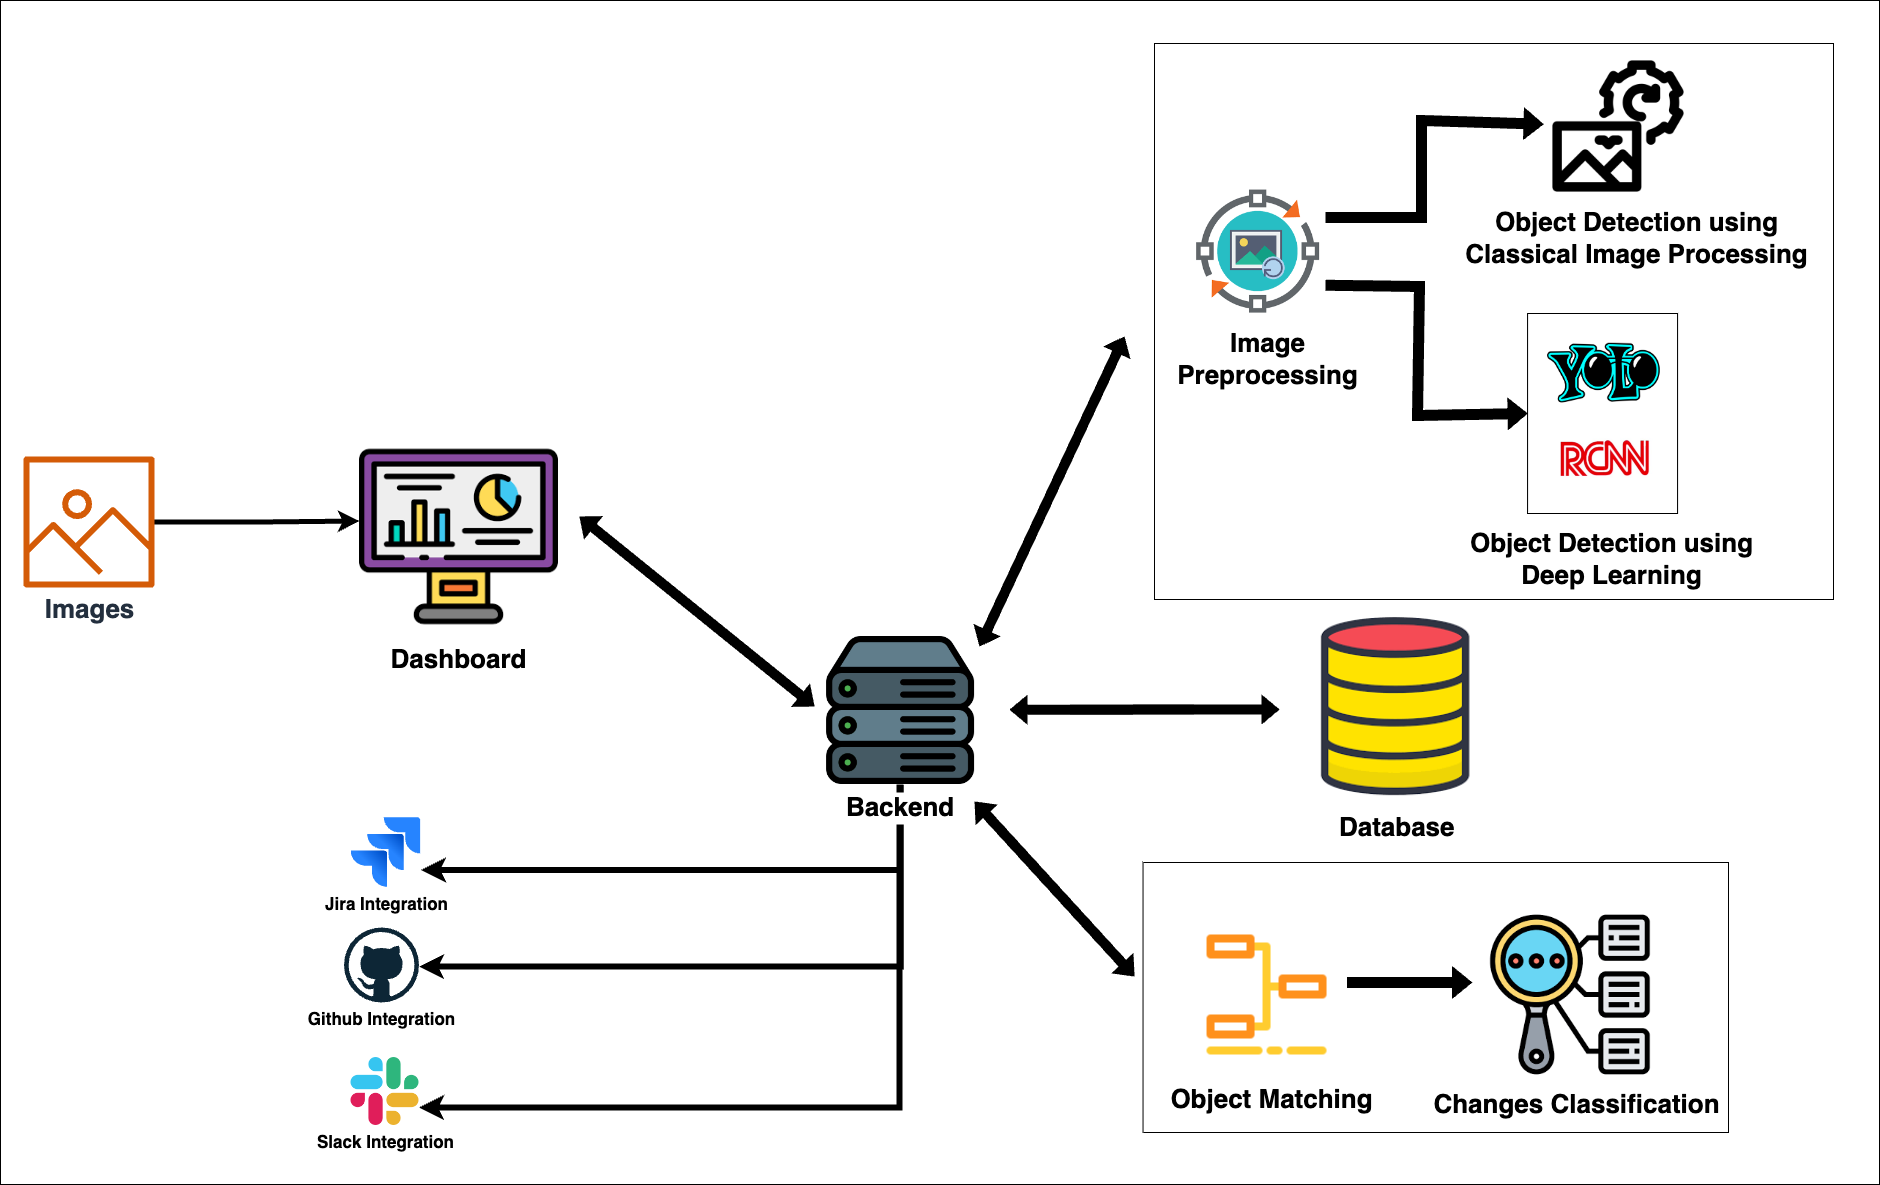 Object Detection using
Classical Image Processing
Image
Preprocessing
YOLO
RCNN
Object Detection using
Deep Learning
Images
Dashboard
Backend
Database
Jira Integration
Github Integration
Slack Integration
Object Matching
Changes Classification